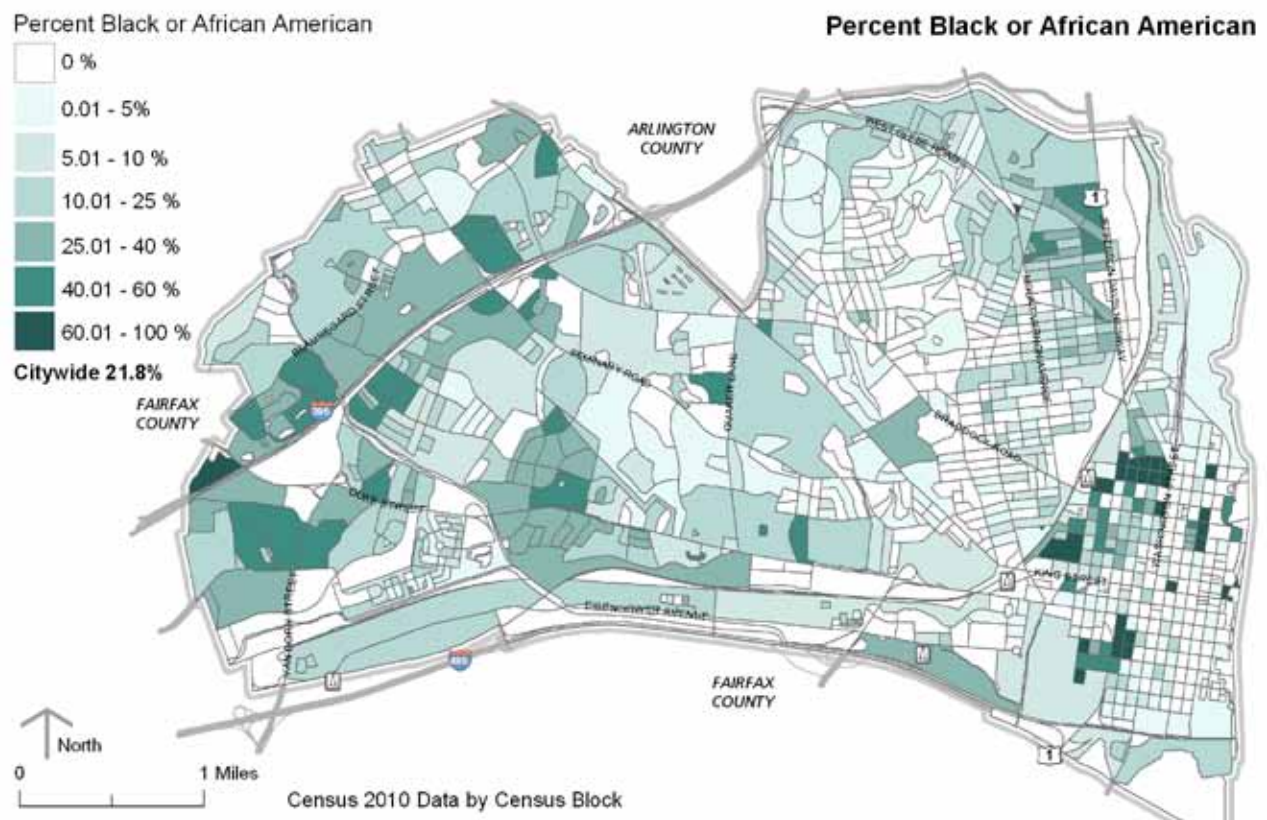 Percent Black or African American
Percent Black or African American
0 %
0.01 - 5%
5.01 - 10 %
10.01 - 25 %
25.01 - 40 %
40.01 - 60 %
60.01 - 100 %
Citywide 21.8%
ARLINGTON
COUNTY
WEST GLEBE ROAD
1
BEAUREGARD STREET
SEMINARY ROAD
QUAKER LANE
BRADDOCK ROAD
FAIRFAX
COUNTY
395
DUKE STREET
M
KING STREET
M
EISENHOWER AVENUE
VAN DORN STREET
M
M
495
FAIRFAX
COUNTY
1
North
0
1 Miles
Census 2010 Data by Census Block